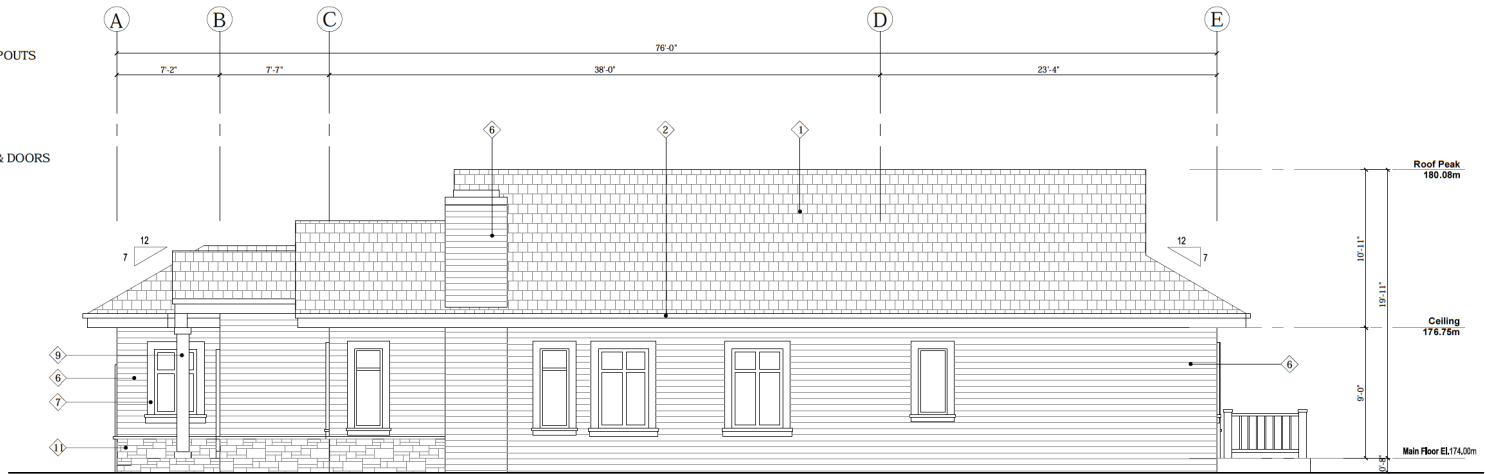 A B C D E
76'-0"
POUTS
7'-2" 7'-7" 38'-0" 23'-4"
6 2 1
& DOORS
Roof Peak
180.08m
12
7
12
7
10'-11"
19'-11"
Ceiling
176.75m
9
6
6
7
9'-0"
11
Main Floor El.174.00m
0'-8"